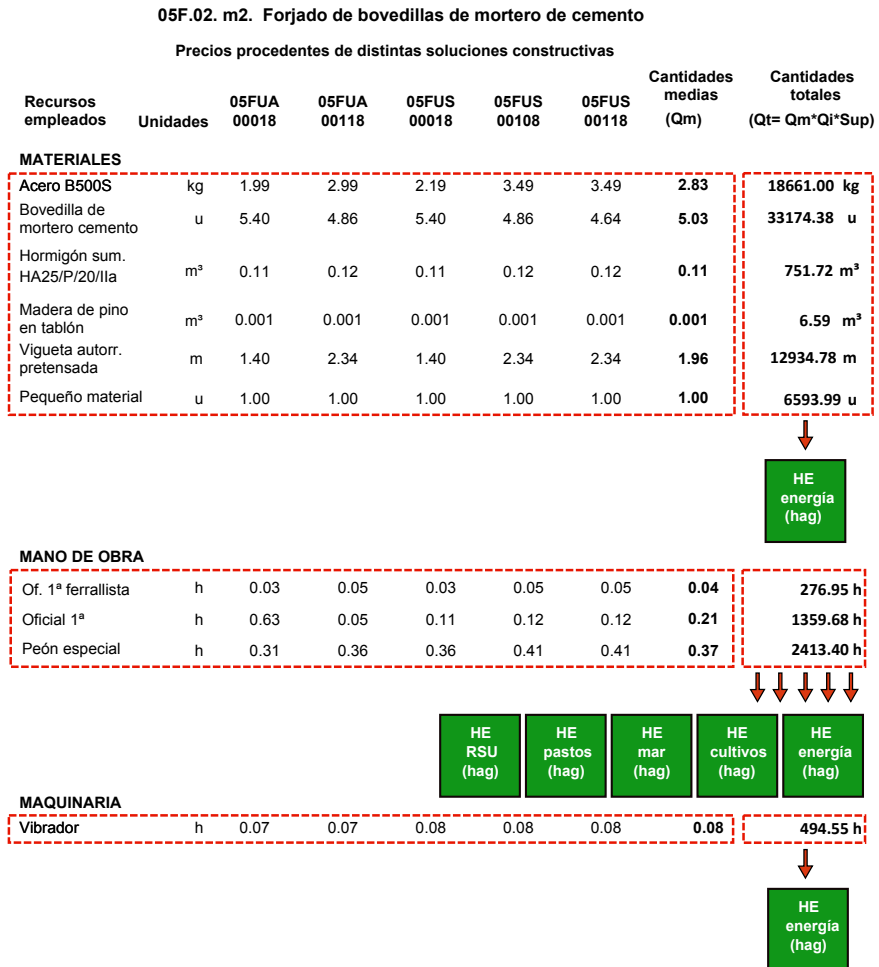 05F.02. m2. Forjado de bovedillas de mortero de cemento
Precios procedentes de distintas soluciones constructivas
Recursos empleados Unidades 05FUA 00018 05FUA 00118 05FUS 00018 05FUS 00108 05FUS 00118 Cantidades medias (Qm) Cantidades totales (Qt= Qm*Qi*Sup)
MATERIALES
Acero B500S kg 1.99 2.99 2.19 3.49 3.49 2.83 18661.00 kg
Bovedilla de mortero cemento u 5.40 4.86 5.40 4.86 4.64 5.03 33174.38 u
Hormigón sum. HA25/P/20/IIa m³ 0.11 0.12 0.11 0.12 0.12 0.11 751.72 m³
Madera de pino en tablón m³ 0.001 0.001 0.001 0.001 0.001 0.001 6.59 m³
Vigueta autorr. pretensada m 1.40 2.34 1.40 2.34 2.34 1.96 12934.78 m
Pequeño material u 1.00 1.00 1.00 1.00 1.00 1.00 6593.99 u
HE
energía
(hag)
MANO DE OBRA
Of. 1ª ferrallista h 0.03 0.05 0.03 0.05 0.05 0.04 276.95 h
Oficial 1ª h 0.63 0.05 0.11 0.12 0.12 0.21 1359.68 h
Peón especial h 0.31 0.36 0.36 0.41 0.41 0.37 2413.40 h
HE RSU (hag)
HE pastos (hag)
HE mar (hag)
HE cultivos (hag)
HE energía (hag)
MAQUINARIA
Vibrador h 0.07 0.07 0.08 0.08 0.08 0.08 494.55 h
HE
energía
(hag)